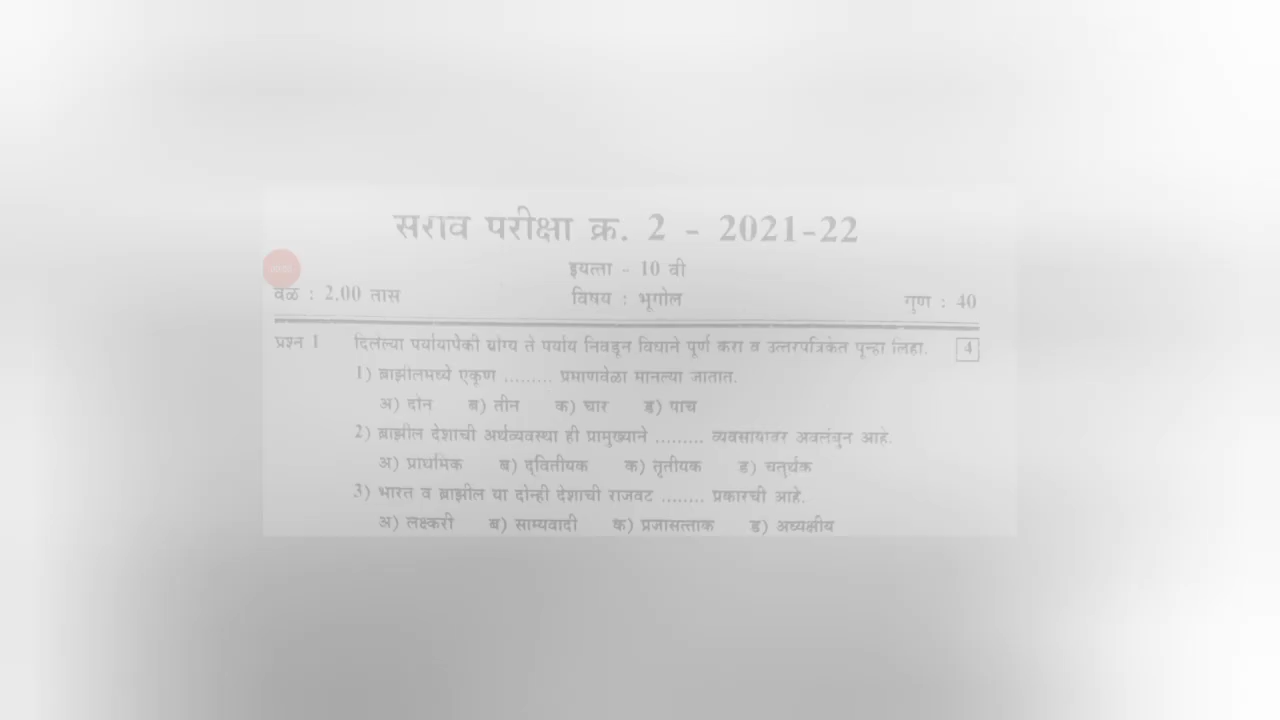 सराव परीक्षा क्र. 2 - 2021-22
इयत्ता - 10 वी
वेळ : 2.00 तास विषय : भूगोल गुण : 40
प्रश्न 1 दिलेल्या पर्यायापैकी योग्य ते पर्याय निवडून विधाने पूर्ण करा व उत्तरपत्रिकेत पून्हा लिहा. 4
1) ब्राझीलमध्ये एकूण ......... प्रमाणवेळा मानल्या जातात.
अ) दोन ब) तीन क) चार ड) पाच
2) ब्राझील देशाची अर्थव्यवस्था ही प्रामुख्याने ......... व्यवसायावर अवलंबुन आहे.
अ) प्राथमिक ब) द्वितीयक क) तृतीयक ड) चतुर्थक
3) भारत व ब्राझील या दोन्ही देशाची राजवट ........ प्रकारची आहे.
अ) लक्ष्करी ब) साम्यवादी क) प्रजासत्ताक ड) अध्यक्षीय